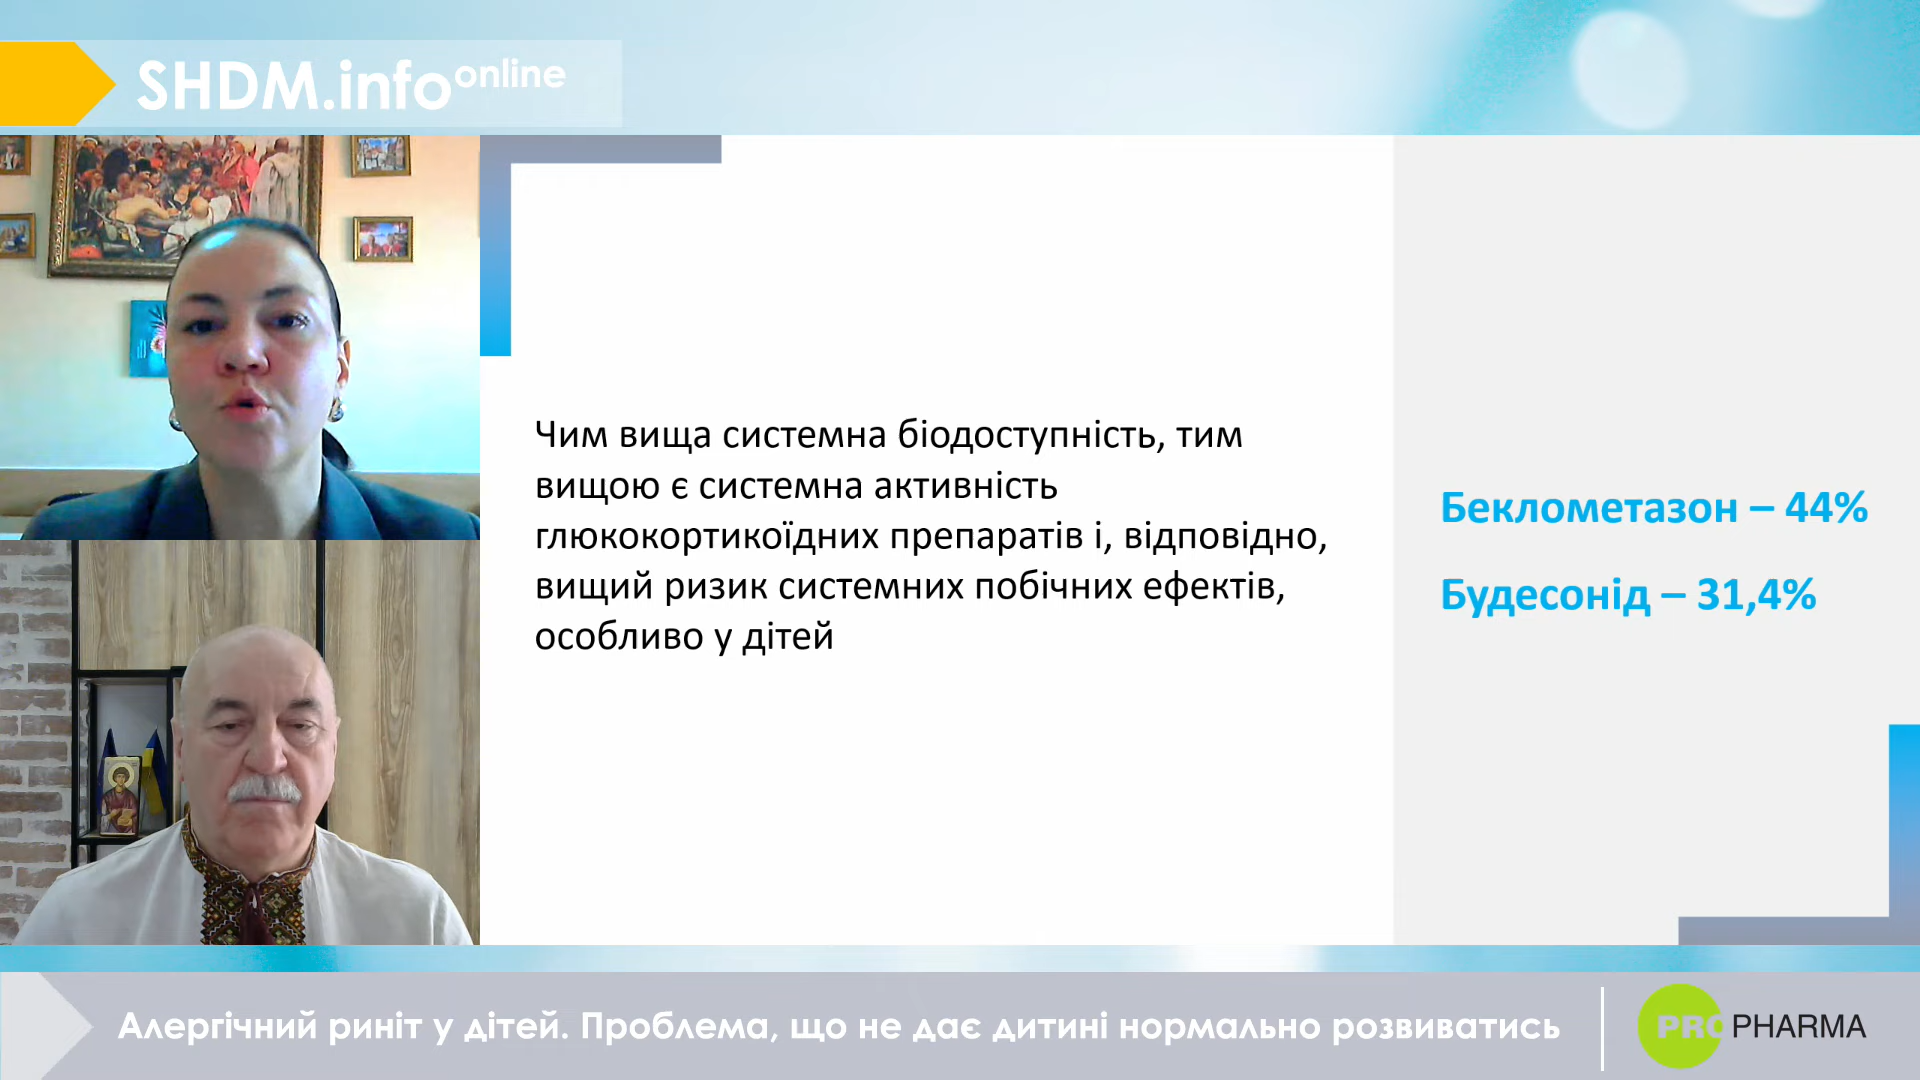 SHDM.info online
Чим вища системна біодоступність, тим
вищою є системна активність
глюкокортикоїдних препаратів і, відповідно,
вищий ризик системних побічних ефектів,
особливо у дітей
Беклометазон – 44%
Будесонід – 31,4%
Алергічний риніт у дітей. Проблема, що не дає дитині нормально розвиватись
PRO PHARMA